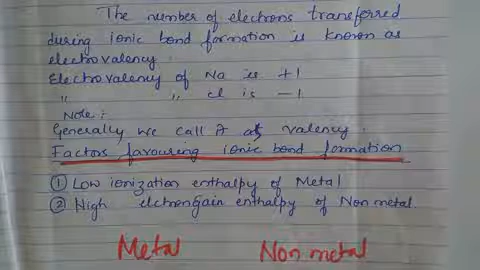 The number of electrons transferred
during ionic bond formation is known as
electrovalency.
Electrovalency of Na is +1
" " cl is -1
Note:
Generally we call it as valency.
Factors favouring ionic bond formation
① Low ionization enthalpy of Metal
② High elctrongain enthalpy of Non metal.
Metal Non metal